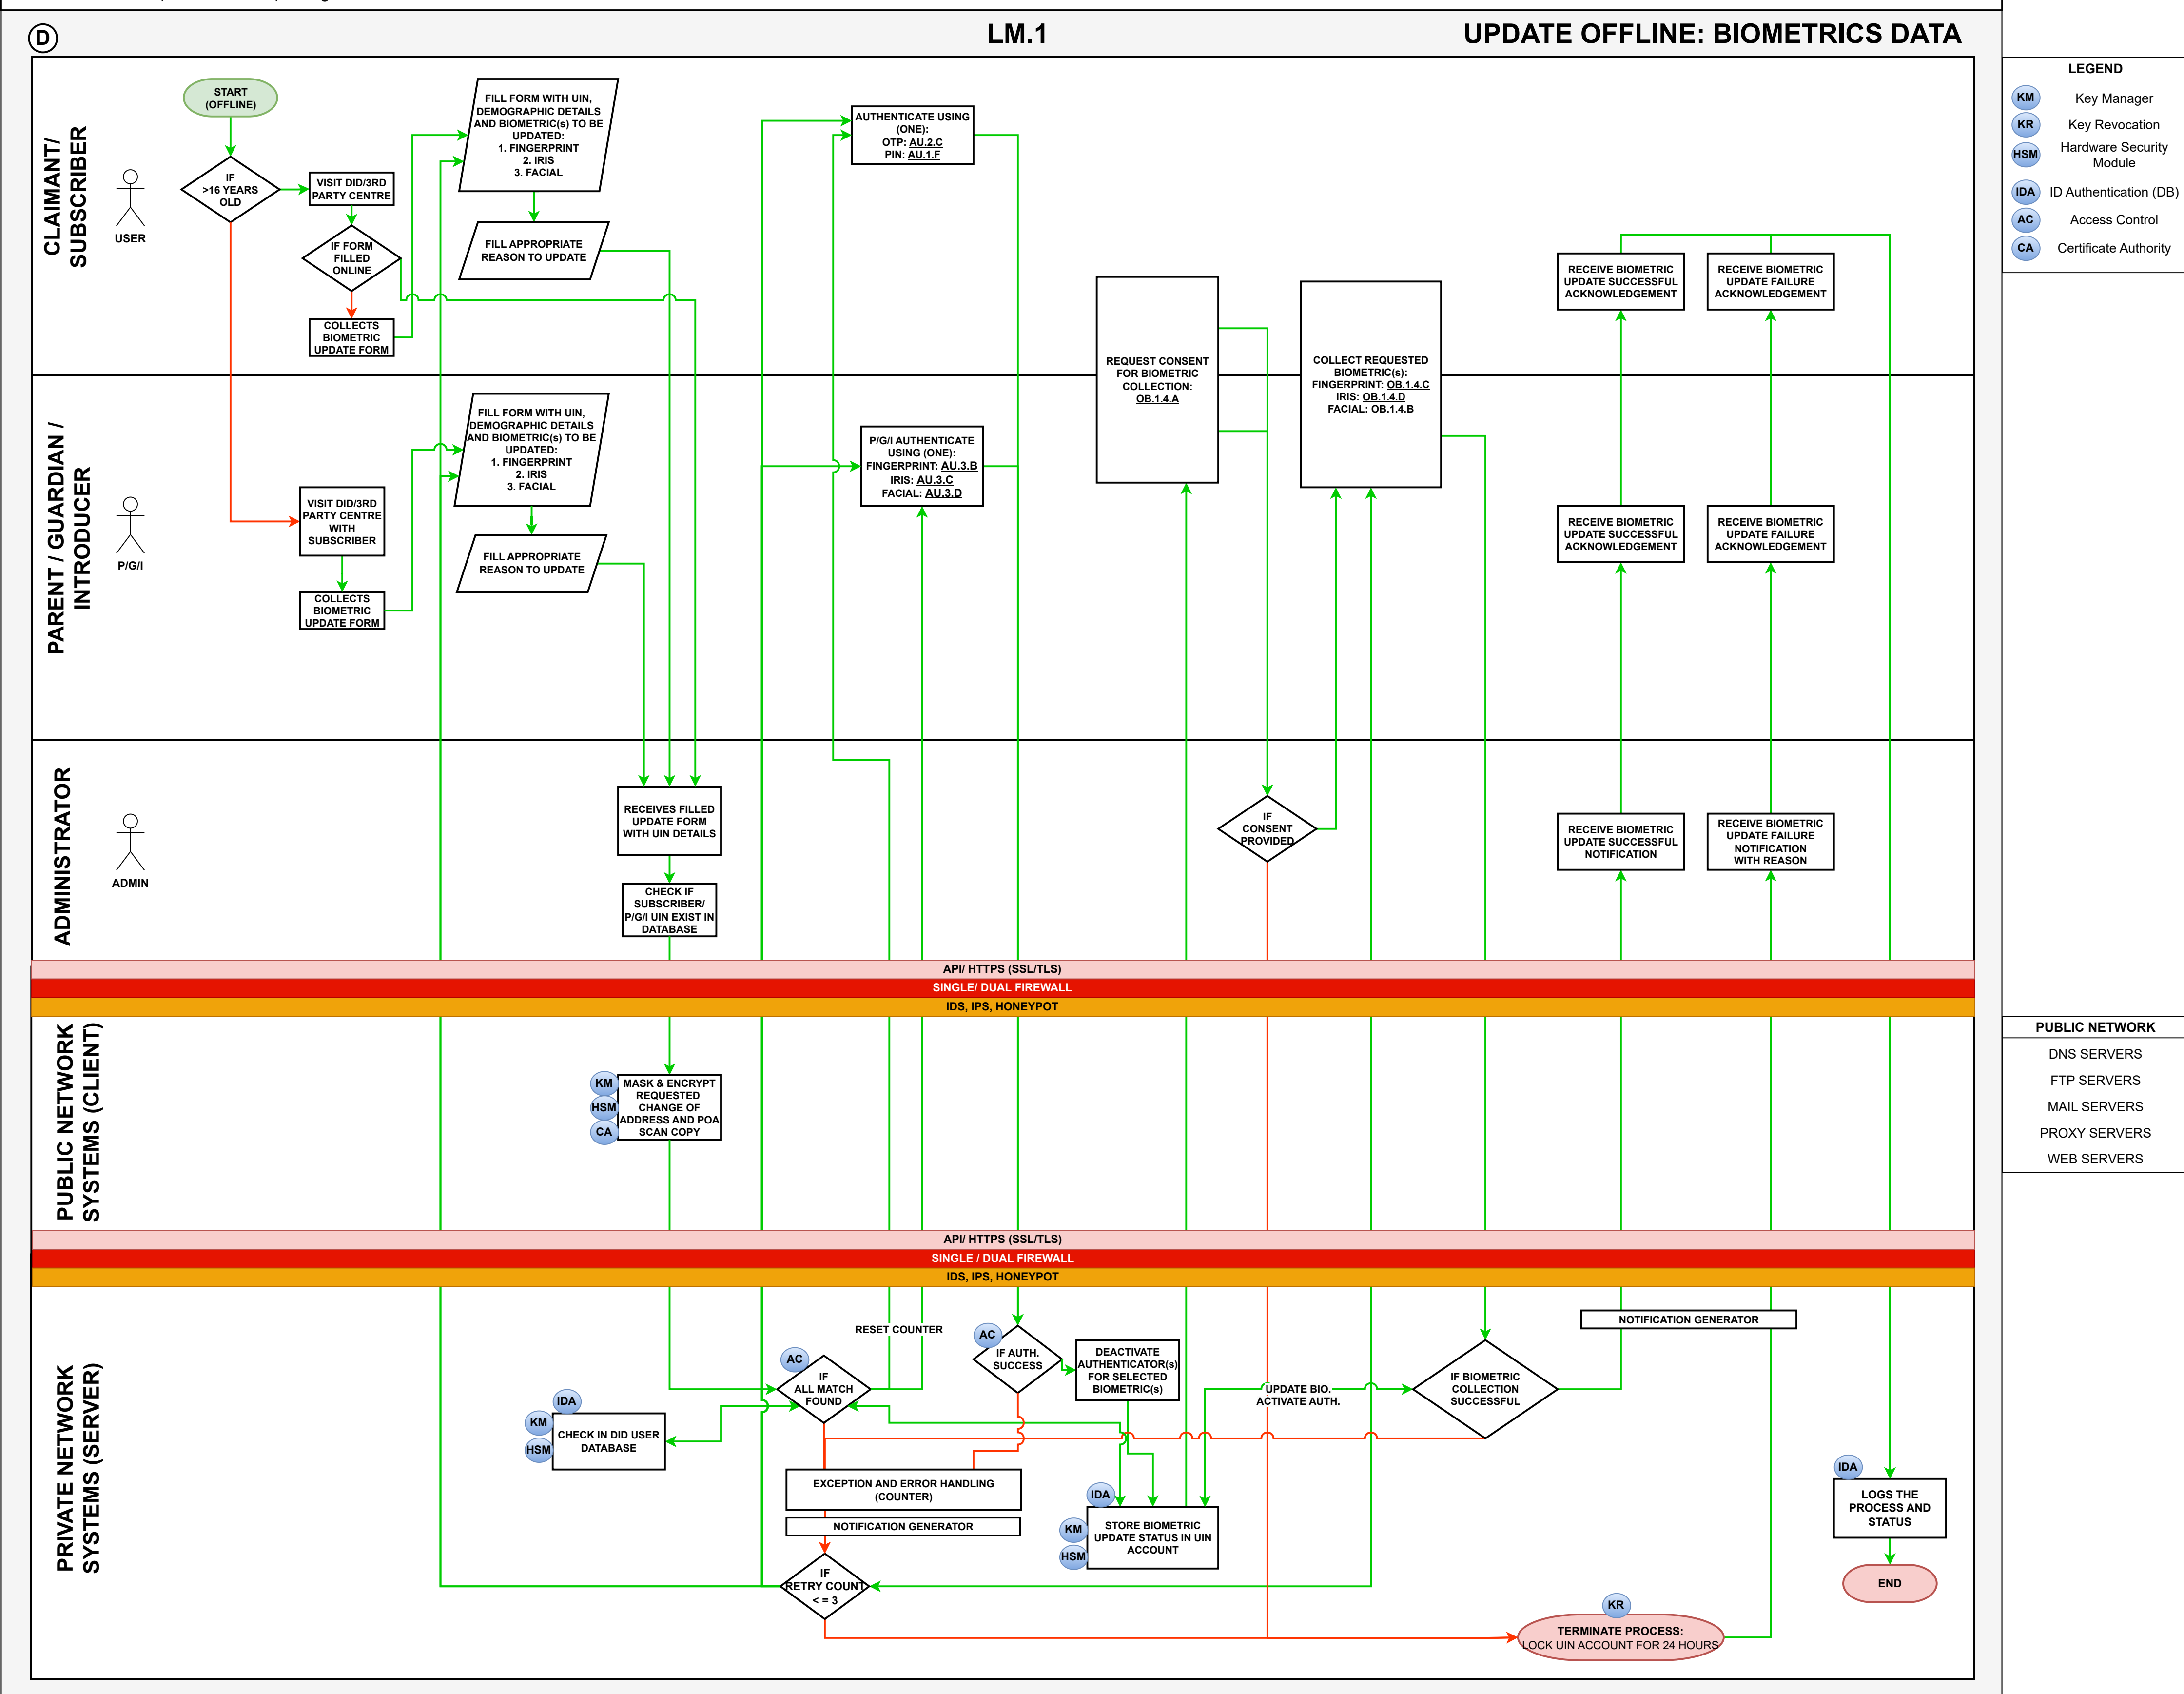 D
LM.1
UPDATE OFFLINE: BIOMETRICS DATA
CLAIMANT/
SUBSCRIBER
USER
START
(OFFLINE)
IF
>16 YEARS
OLD
VISIT DID/3RD
PARTY CENTRE
IF FORM
FILLED
ONLINE
COLLECTS
BIOMETRIC
UPDATE FORM
FILL FORM WITH UIN,
DEMOGRAPHIC DETAILS
AND BIOMETRIC(s) TO BE
UPDATED:
1. FINGERPRINT
2. IRIS
3. FACIAL
FILL APPROPRIATE
REASON TO UPDATE
AUTHENTICATE USING
(ONE):
OTP: AU.2.C
PIN: AU.1.F
REQUEST CONSENT
FOR BIOMETRIC
COLLECTION:
OB.1.4.A
COLLECT REQUESTED
BIOMETRIC(s):
FINGERPRINT: OB.1.4.C
IRIS: OB.1.4.D
FACIAL: OB.1.4.B
RECEIVE BIOMETRIC
UPDATE SUCCESSFUL
ACKNOWLEDGEMENT
RECEIVE BIOMETRIC
UPDATE FAILURE
ACKNOWLEDGEMENT
PARENT / GUARDIAN /
INTRODUCER
P/G/I
VISIT DID/3RD
PARTY CENTRE
WITH
SUBSCRIBER
COLLECTS
BIOMETRIC
UPDATE FORM
FILL FORM WITH UIN,
DEMOGRAPHIC DETAILS
AND BIOMETRIC(s) TO BE
UPDATED:
1. FINGERPRINT
2. IRIS
3. FACIAL
FILL APPROPRIATE
REASON TO UPDATE
P/G/I AUTHENTICATE
USING (ONE):
FINGERPRINT: AU.3.B
IRIS: AU.3.C
FACIAL: AU.3.D
RECEIVE BIOMETRIC
UPDATE SUCCESSFUL
ACKNOWLEDGEMENT
RECEIVE BIOMETRIC
UPDATE FAILURE
ACKNOWLEDGEMENT
ADMINISTRATOR
ADMIN
RECEIVES FILLED
UPDATE FORM
WITH UIN DETAILS
CHECK IF
SUBSCRIBER/
P/G/I UIN EXIST IN
DATABASE
IF
CONSENT
PROVIDED
RECEIVE BIOMETRIC
UPDATE SUCCESSFUL
NOTIFICATION
RECEIVE BIOMETRIC
UPDATE FAILURE
NOTIFICATION
WITH REASON
API/ HTTPS (SSL/TLS)
SINGLE/ DUAL FIREWALL
IDS, IPS, HONEYPOT
PUBLIC NETWORK
SYSTEMS (CLIENT)
KM
HSM
CA
MASK & ENCRYPT
REQUESTED
CHANGE OF
ADDRESS AND POA
SCAN COPY
API/ HTTPS (SSL/TLS)
SINGLE / DUAL FIREWALL
IDS, IPS, HONEYPOT
PRIVATE NETWORK
SYSTEMS (SERVER)
IDA
KM
HSM
CHECK IN DID USER
DATABASE
AC
IF
ALL MATCH
FOUND
RESET COUNTER
AC
IF AUTH.
SUCCESS
DEACTIVATE
AUTHENTICATOR(s)
FOR SELECTED
BIOMETRIC(s)
UPDATE BIO.
ACTIVATE AUTH.
IF BIOMETRIC
COLLECTION
SUCCESSFUL
NOTIFICATION GENERATOR
EXCEPTION AND ERROR HANDLING
(COUNTER)
NOTIFICATION GENERATOR
IF
RETRY COUNT
< = 3
IDA
KM
HSM
STORE BIOMETRIC
UPDATE STATUS IN UIN
ACCOUNT
KR
TERMINATE PROCESS:
LOCK UIN ACCOUNT FOR 24 HOURS
IDA
LOGS THE
PROCESS AND
STATUS
END
LEGEND
KM Key Manager
KR Key Revocation
HSM Hardware Security
Module
IDA ID Authentication (DB)
AC Access Control
CA Certificate Authority
PUBLIC NETWORK
DNS SERVERS
FTP SERVERS
MAIL SERVERS
PROXY SERVERS
WEB SERVERS